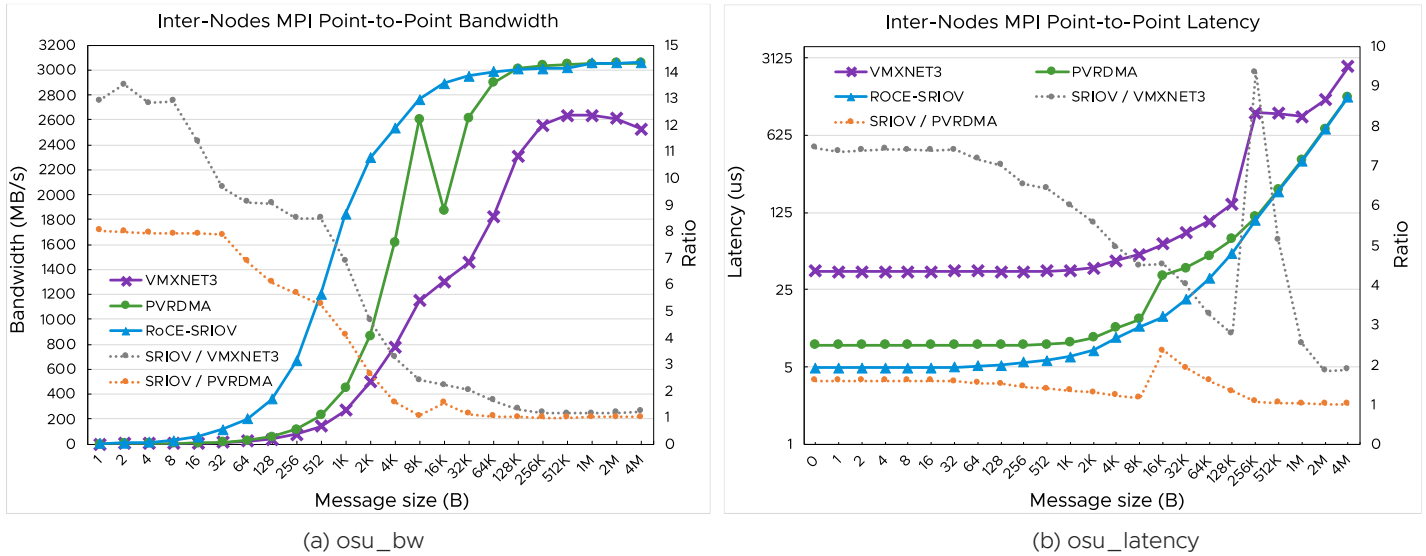 Inter-Nodes MPI Point-to-Point Bandwidth
3200
3000
2800
2600
2400
2200
2000
1800
1600
1400
1200
1000
800
600
400
200
0
Bandwidth (MB/s)
VMXNET3
PVRDMA
RoCE-SRIOV
SRIOV / VMXNET3
SRIOV / PVRDMA
15
14
13
12
11
10
9
8
7
6
5
4
3
2
1
0
Ratio
1 2 4 8 16 32 64 128 256 512 1K 2K 4K 8K 16K 32K 64K 128K 256K 512K 1M 2M 4M
Message size (B)
(a) osu_bw
Inter-Nodes MPI Point-to-Point Latency
3125
625
125
25
5
1
Latency (us)
VMXNET3 PVRDMA
ROCE-SRIOV SRIOV / VMXNET3
SRIOV / PVRDMA
10
9
8
7
6
5
4
3
2
1
0
Ratio
0 1 2 4 8 16 32 64 128 256 512 1K 2K 4K 8K 16K 32K 64K 128K 256K 512K 1M 2M 4M
Message size (B)
(b) osu_latency